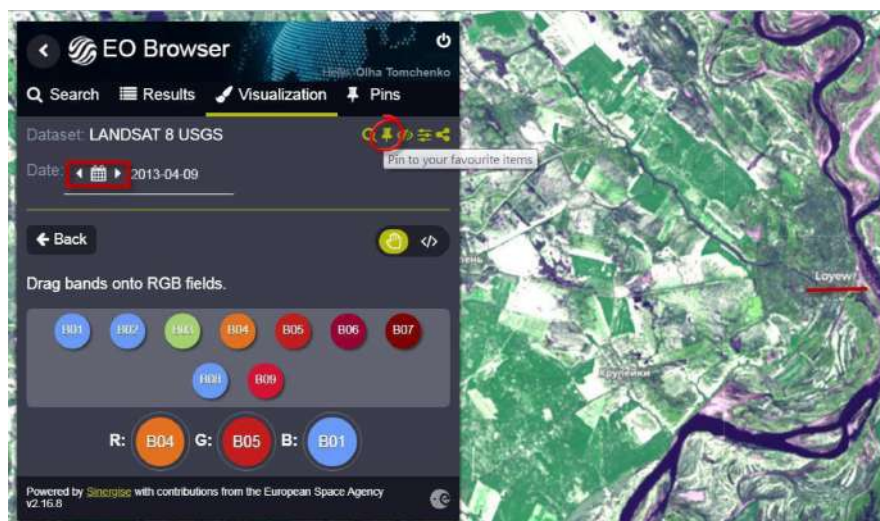 EO Browser
Hello, Olha Tomchenko
Search Results Visualization Pins
Dataset: LANDSAT 8 USGS
Pin to your favourite items
Date: 2013-04-09
Back </>
Drag bands onto RGB fields.
B01 B02 B03 B04 B05 B06 B07
B08 B09
R: B04 G: B05 B: B01
Powered by Sinergise with contributions from the European Space Agency
v2.16.8
Loyew
Крупейки